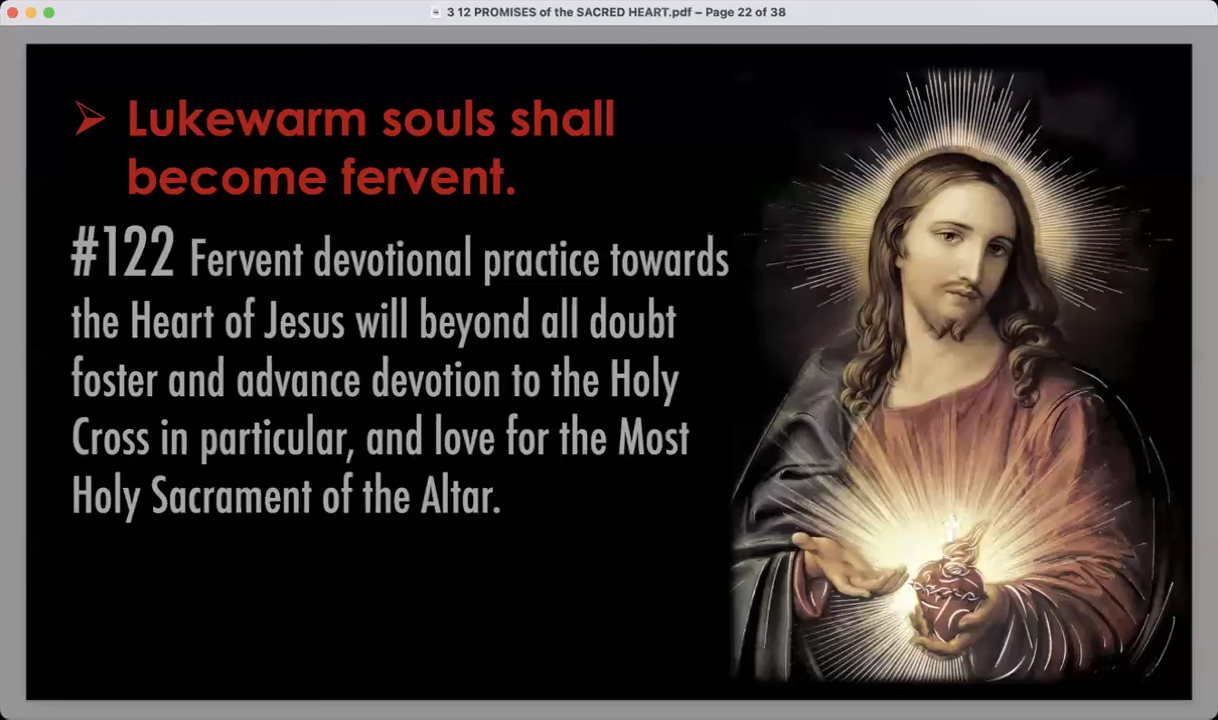 3 12 PROMISES of the SACRED HEART.pdf – Page 22 of 38
➢ Lukewarm souls shall
become fervent.
#122 Fervent devotional practice towards
the Heart of Jesus will beyond all doubt
foster and advance devotion to the Holy
Cross in particular, and love for the Most
Holy Sacrament of the Altar.